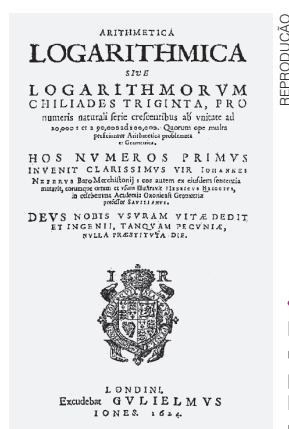 ARITHMETICA
LOGARITHMICA
SIVE
LOGARITHMORVM
CHILIADES TRIGINTA, PRO
numeris naturali serie crescentibus ab vnitate ad
20,000: et a 90,000 ad 100,000. Quorum ope multa
perficiuntur Arithmetica problemata
et Geometrica.
HOS NVMEROS PRIMVS
INVENIT CLARISSIMVS VIR IOHANNES
NEPERVS Baro Merchistonij: eos autem ex eiusdem sententia
mutavit, eorumque ortum et vsum illustravit HENRICVS BRIGGIVS,
in celeberrima Academia Oxoniensi Geometriæ
professor SAVILIANVS.
DEVS NOBIS VSVRAM VITÆ DEDIT
ET INGENII, TANQVAM PECVNIÆ,
NVLLA PRÆSTITVTA DIE.
I R
LONDINI,
Excudebat GVLIELMVS
IONES. 1624.
REPRODUÇÃO